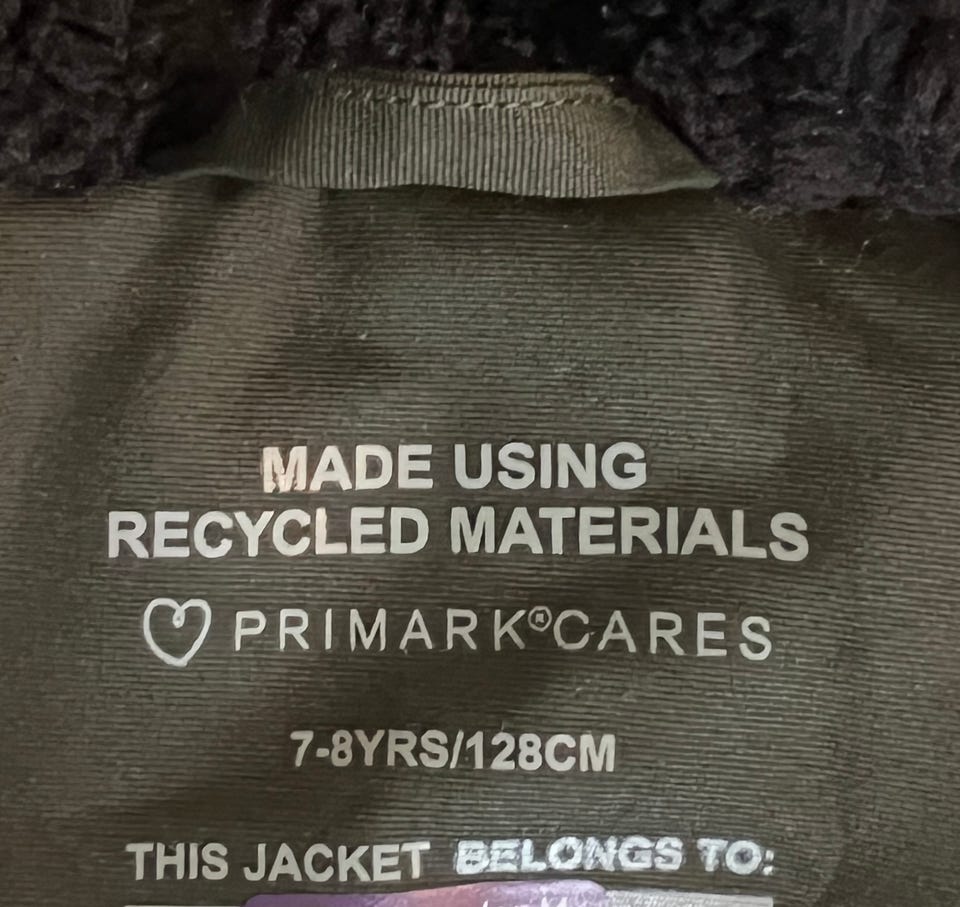 MADE USING
RECYCLED MATERIALS
PRIMARK®CARES
7-8YRS/128CM
THIS JACKET BELONGS TO: